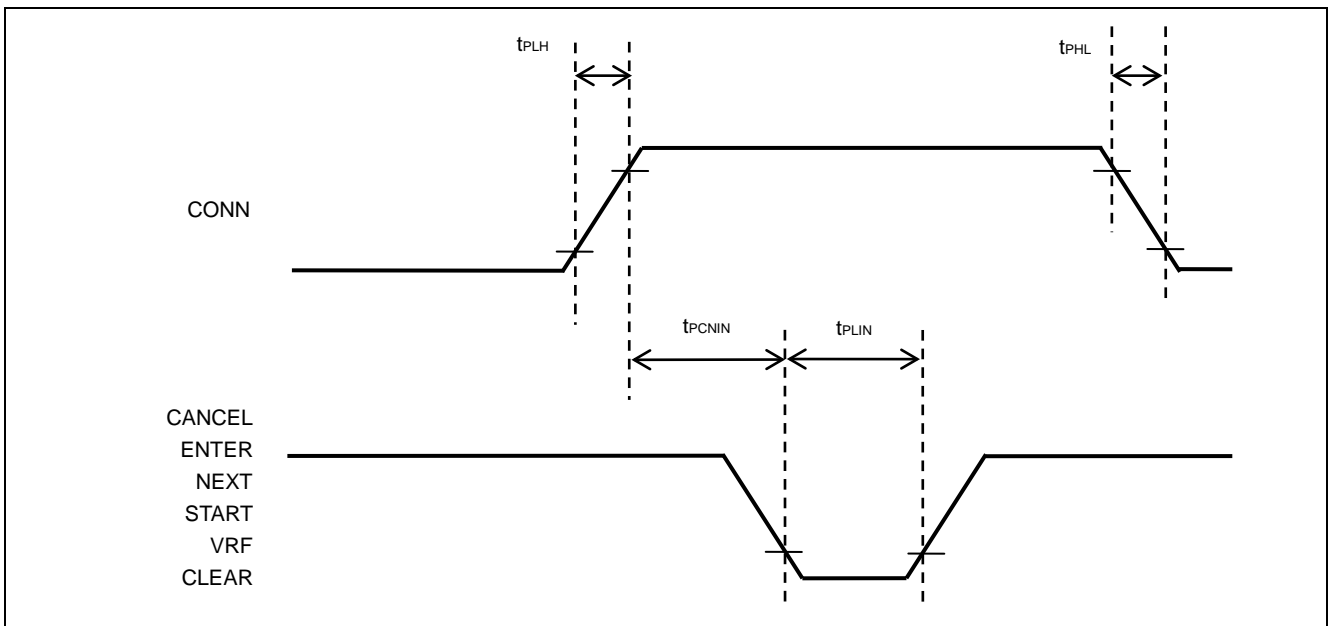 tPLH
tPHL
CONN
tPCNIN
tPLIN
CANCEL
ENTER
NEXT
START
VRF
CLEAR